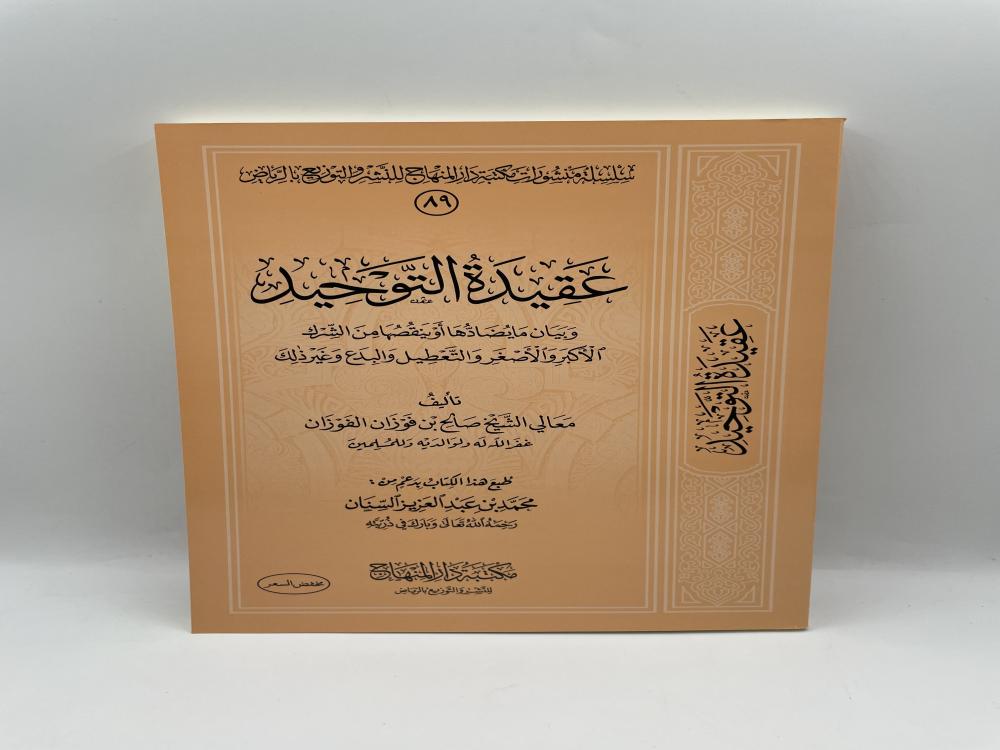 سلسلة منشورات مكتبة دار المنهاج للنشر والتوزيع بالرياض
٨٩
عقيدة التوحيد
وبيان ما يضادها أو ينقصها من الشرك
الأكبر والأصغر والتعطيل والبدع وغير ذلك
تأليف
معالي الشيخ صالح بن فوزان الفوزان
غفر الله له ولوالديه وللمسلمين
طبع هذا الكتاب بدعم من:
محمد بن عبد العزيز السنان
رحمه الله تعالى وبارك في ذريته
مكتبة دار المنهاج
للنشر والتوزيع بالرياض
مخفض السعر
عقيدة التوحيد